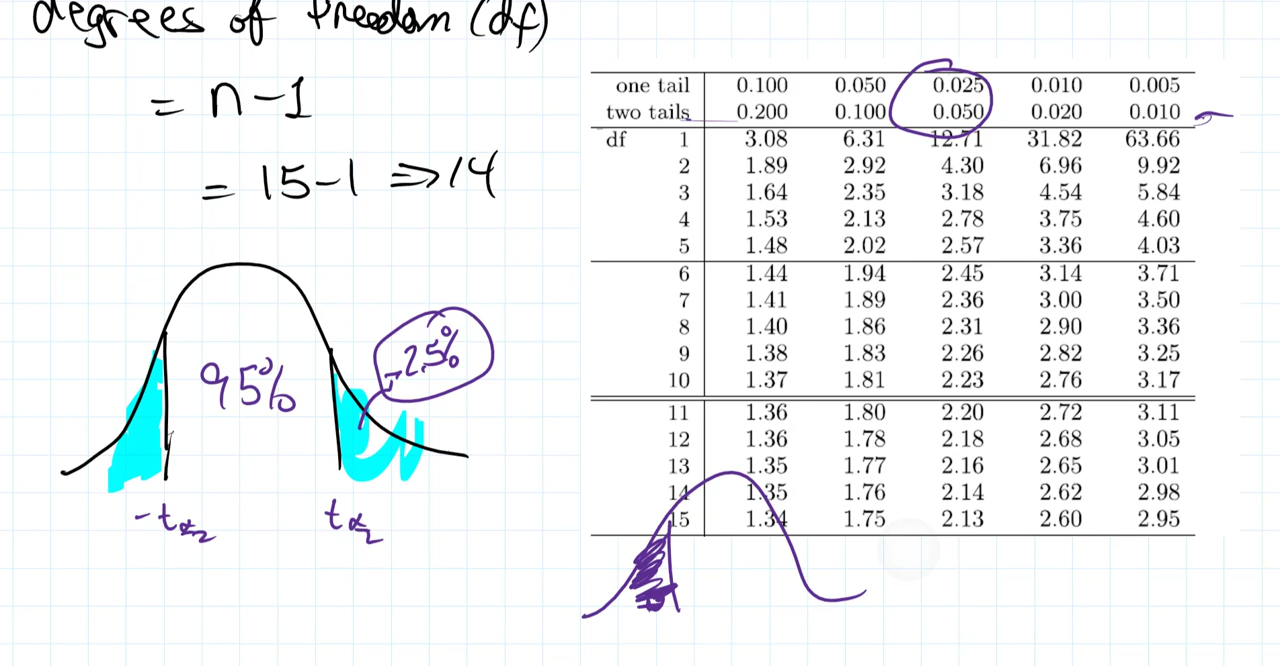 degrees of freedom (df)
= n-1
= 15-1 ⇒ 14
95%
2.5%
-tα/2
tα/2
one tail 0.100 0.050 0.025 0.010 0.005
two tails 0.200 0.100 0.050 0.020 0.010
df 1 3.08 6.31 12.71 31.82 63.66
2 1.89 2.92 4.30 6.96 9.92
3 1.64 2.35 3.18 4.54 5.84
4 1.53 2.13 2.78 3.75 4.60
5 1.48 2.02 2.57 3.36 4.03
6 1.44 1.94 2.45 3.14 3.71
7 1.41 1.89 2.36 3.00 3.50
8 1.40 1.86 2.31 2.90 3.36
9 1.38 1.83 2.26 2.82 3.25
10 1.37 1.81 2.23 2.76 3.17
11 1.36 1.80 2.20 2.72 3.11
12 1.36 1.78 2.18 2.68 3.05
13 1.35 1.77 2.16 2.65 3.01
14 1.35 1.76 2.14 2.62 2.98
15 1.34 1.75 2.13 2.60 2.95